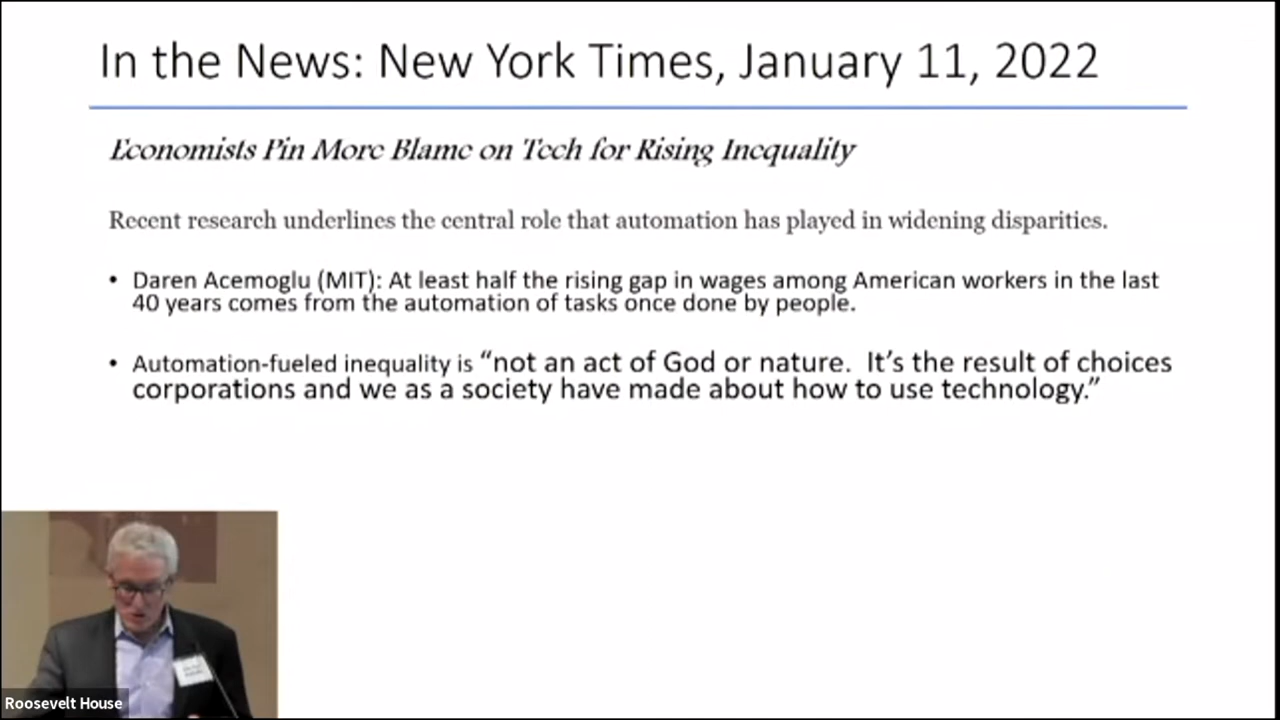 In the News: New York Times, January 11, 2022
Economists Pin More Blame on Tech for Rising Inequality
Recent research underlines the central role that automation has played in widening disparities.
• Daren Acemoglu (MIT): At least half the rising gap in wages among American workers in the last
40 years comes from the automation of tasks once done by people.
• Automation-fueled inequality is “not an act of God or nature. It’s the result of choices
corporations and we as a society have made about how to use technology.”
Roosevelt House